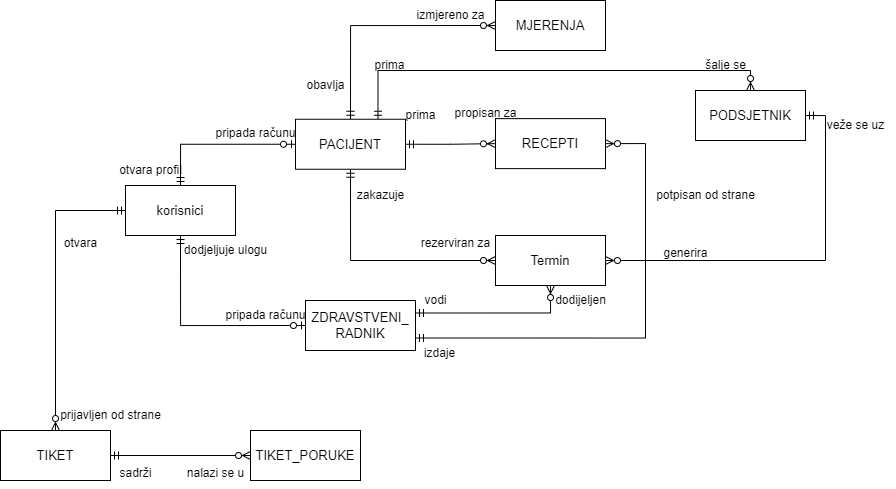 izmjereno za
MJERENJA
obavlja
prima
šalje se
PODSJETNIK
veže se uz
prima
propisan za
pripada računu
PACIJENT
RECEPTI
otvara profil
zakazuje
potpisan od strane
korisnici
otvara
dodjeljuje ulogu
rezerviran za
Termin
generira
vodi
dodijeljen
pripada računu
ZDRAVSTVENI_
RADNIK
izdaje
prijavljen od strane
TIKET
TIKET_PORUKE
sadrži
nalazi se u